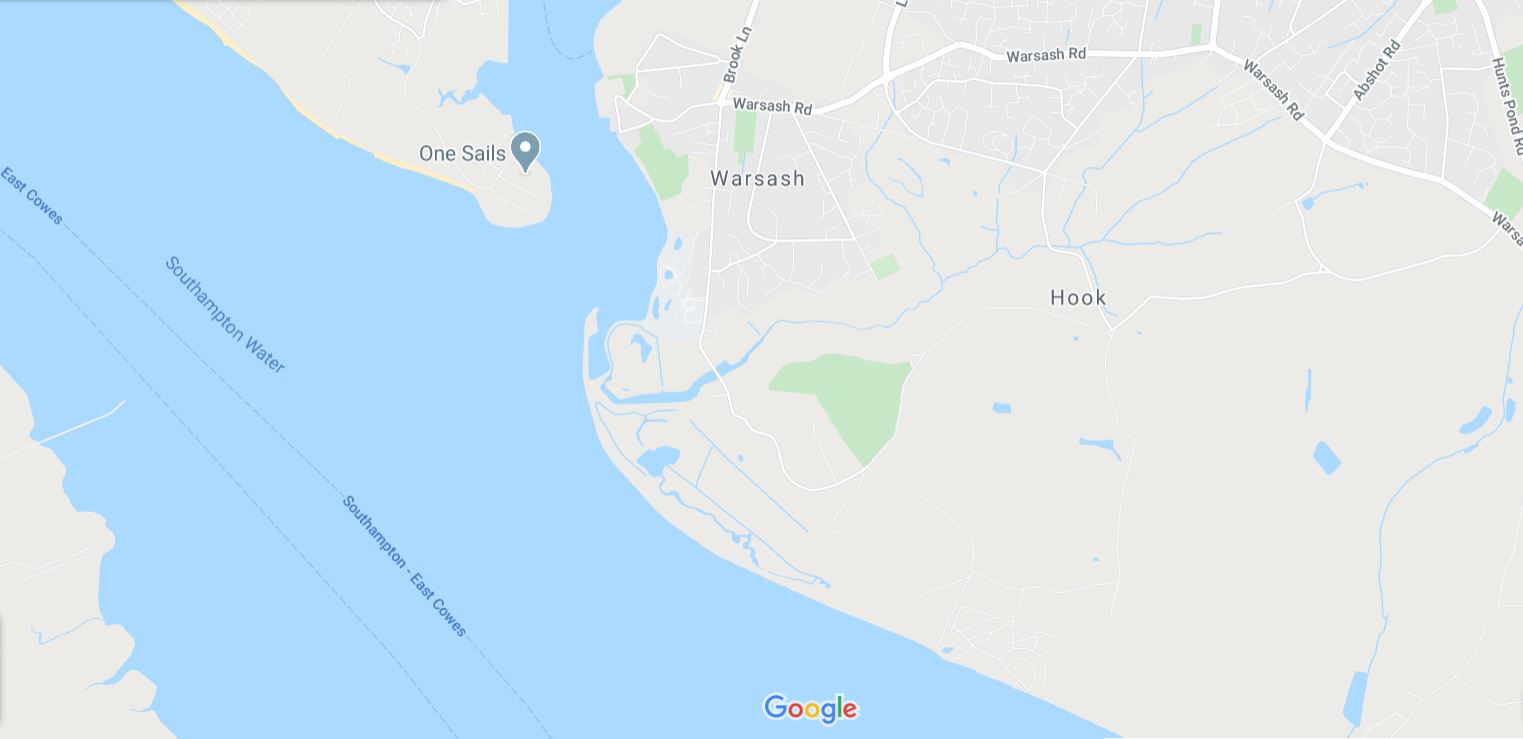 L
Brook Ln
Warsash Rd
Warsash Rd
Warsash Rd
Abshot Rd
Hunts Pond Rd
One Sails
Warsash
East Cowes
Warsa
Southampton Water
Hook
Southampton - East Cowes
Google